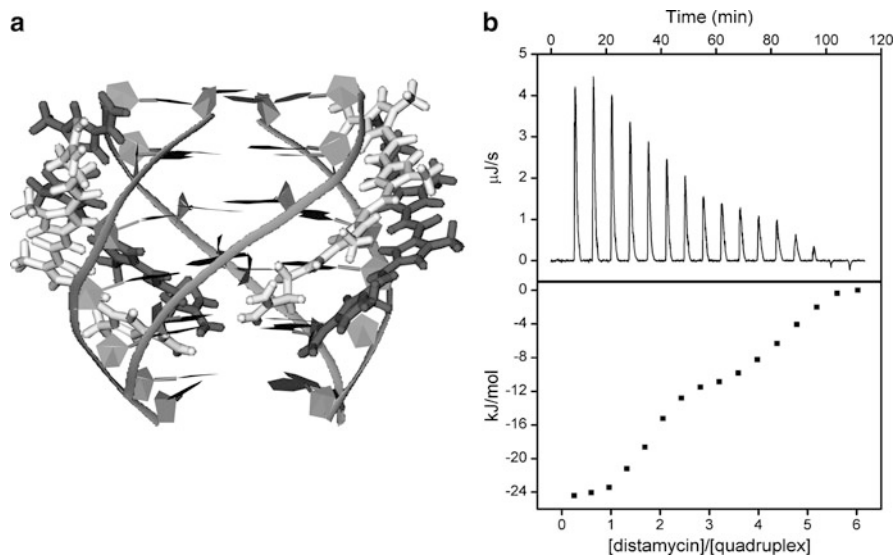 a
b
Time (min)
0 20 40 60 80 100 120
5
4
3
2
1
0
µJ/s
0
-4
-8
-12
-16
-20
-24
kJ/mol
0 1 2 3 4 5 6
[distamycin]/[quadruplex]